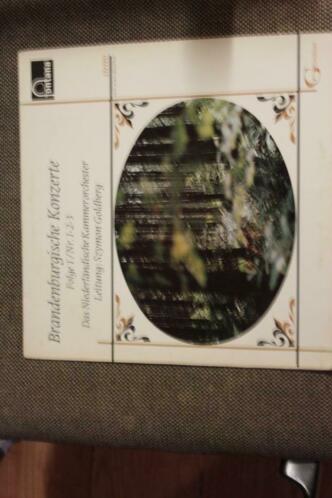 fontana
Brandenburgische Konzerte
Folge 1 / Nr. 1-2-3
Das Niederländische Kammerorchester
Leitung: Szymon Goldberg